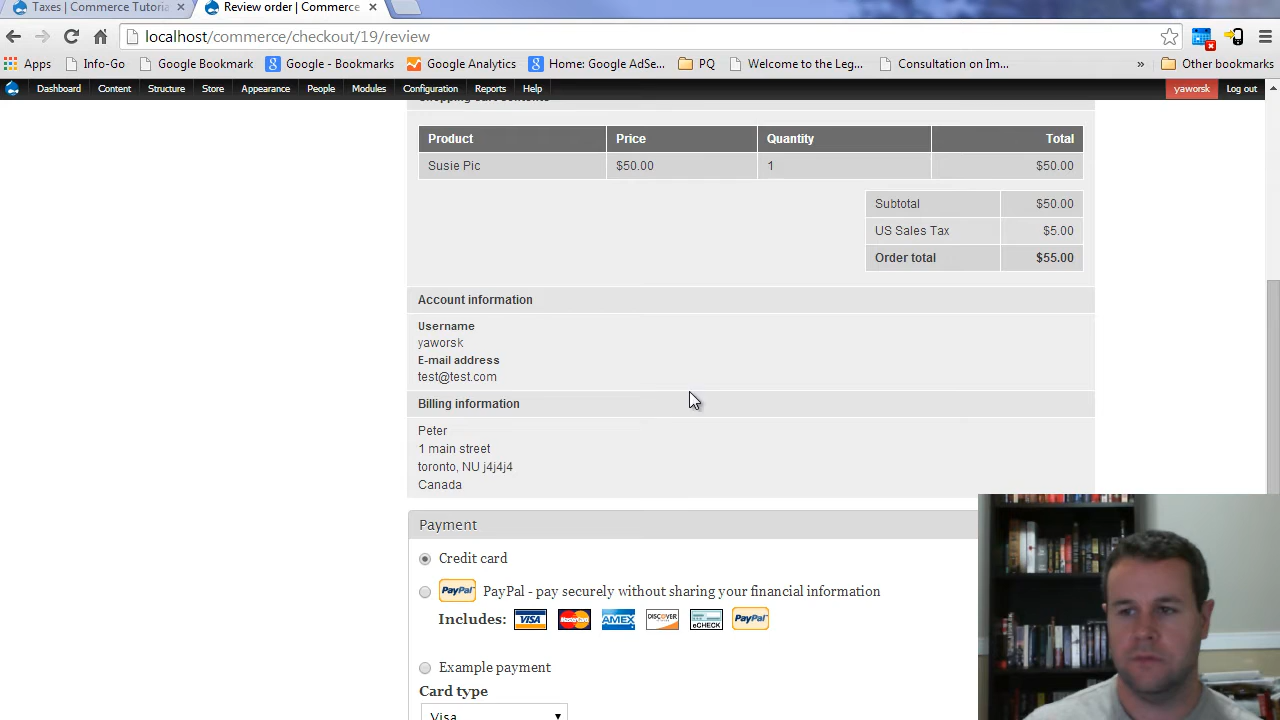 Taxes | Commerce Tutoria
Review order | Commerce
localhost/commerce/checkout/19/review
Apps Info-Go Google Bookmark Google - Bookmarks Google Analytics Home: Google AdSe... PQ Welcome to the Leg... Consultation on Im... » Other bookmarks
Dashboard Content Structure Store Appearance People Modules Configuration Reports Help yaworsk Log out
Shopping cart contents
Product Price Quantity Total
Susie Pic $50.00 1 $50.00
Subtotal $50.00
US Sales Tax $5.00
Order total $55.00
Account information
Username
yaworsk
E-mail address
test@test.com
Billing information
Peter
1 main street
toronto, NU j4j4j4
Canada
Payment
Credit card
PayPal PayPal - pay securely without sharing your financial information
Includes: VISA MasterCard AMEX DISCOVER eCHECK PayPal
Example payment
Card type
Visa